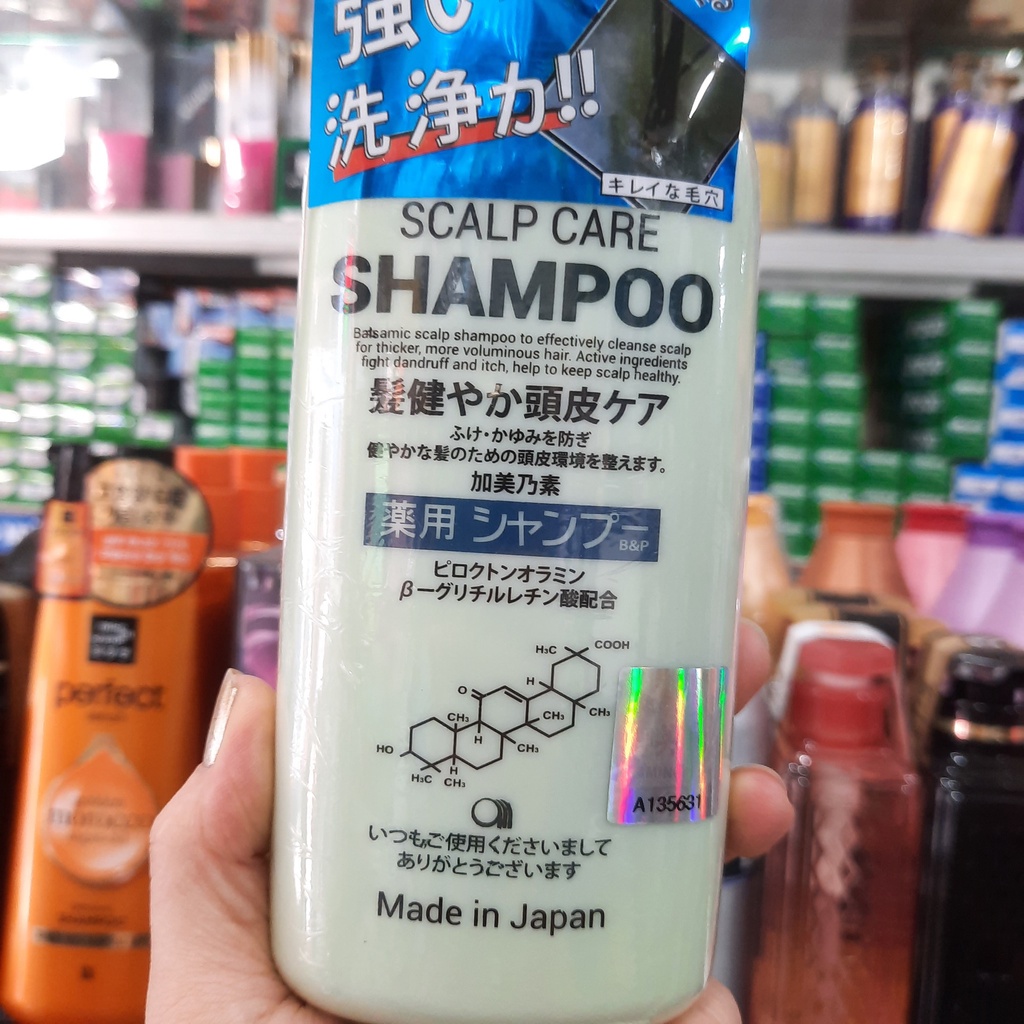 強い
洗浄力!!
キレイな毛穴
SCALP CARE
SHAMPOO
Balsamic scalp shampoo to effectively cleanse scalp
for thicker, more voluminous hair. Active ingredients
fight dandruff and itch, help to keep scalp healthy.
髪健やか頭皮ケア
ふけ・かゆみを防ぎ
健やかな髪のための頭皮環境を整えます。
加美乃素
薬用 シャンプー
B&P
ピロクトンオラミン
β−グリチルレチン酸配合
H₃C
COOH
H
O
CH₃
CH₃
CH₃
H
CH₃
HO
H
H₃C
CH₃
A135631
いつもご使用くださいまして
ありがとうございます
Made in Japan
perfect